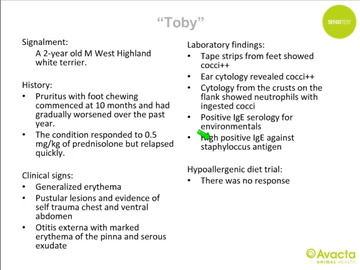 "Toby"
SENSITEST
Signalment:
A 2-year old M West Highland
white terrier.
History:
• Pruritus with foot chewing
commenced at 10 months and had
gradually worsened over the past
year.
• The condition responded to 0.5
mg/kg of prednisolone but relapsed
quickly.
Clinical signs:
• Generalized erythema
• Pustular lesions and evidence of
self trauma chest and ventral
abdomen
• Otitis externa with marked
erythema of the pinna and serous
exudate
Laboratory findings:
• Tape strips from feet showed
cocci++
• Ear cytology revealed cocci++
• Cytology from the crusts on the
flank showed neutrophils with
ingested cocci
• Positive IgE serology for
environmentals
• High positive IgE against
staphyloccus antigen
Hypoallergenic diet trial:
• There was no response
Avacta
ANIMAL HEALTH